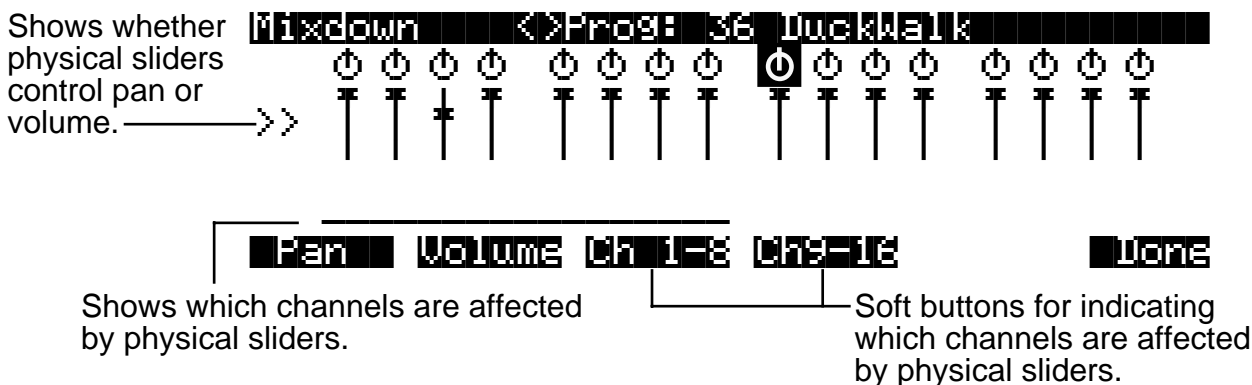 Shows whether
physical sliders
control pan or
volume.
Mixdown <>Prog: 36 DuckWalk
>>
Pan Volume Ch 1-8 Ch9-16 Done
Shows which channels are affected
by physical sliders.
Soft buttons for indicating
which channels are affected
by physical sliders.